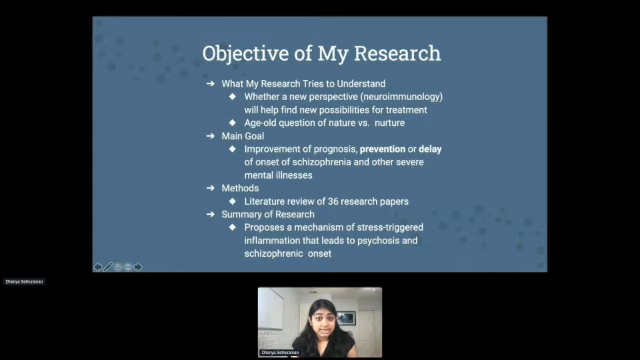 Objective of My Research
➔ What My Research Tries to Understand
◆ Whether a new perspective (neuroimmunology)
will help find new possibilities for treatment
◆ Age-old question of nature vs. nurture
➔ Main Goal
◆ Improvement of prognosis, prevention or delay
of onset of schizophrenia and other severe
mental illnesses
➔ Methods
◆ Literature review of 36 research papers
➔ Summary of Research
◆ Proposes a mechanism of stress-triggered
inflammation that leads to psychosis and
schizophrenic onset